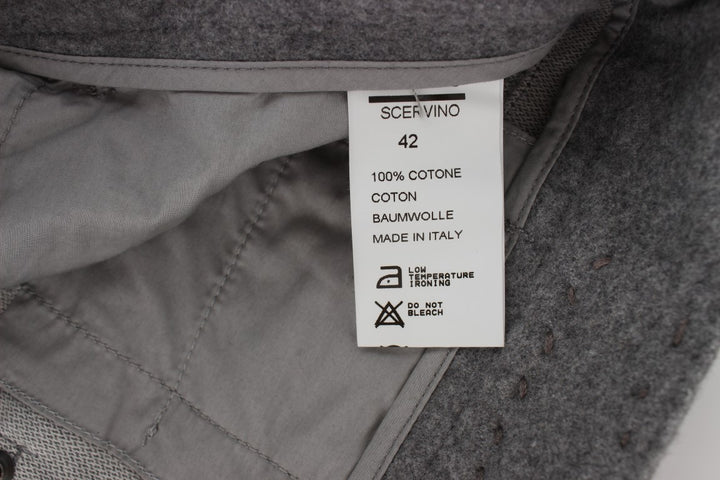 SCERVINO
42
100% COTONE
COTON
BAUMWOLLE
MADE IN ITALY
LOW
TEMPERATURE
IRONING
DO NOT
BLEACH